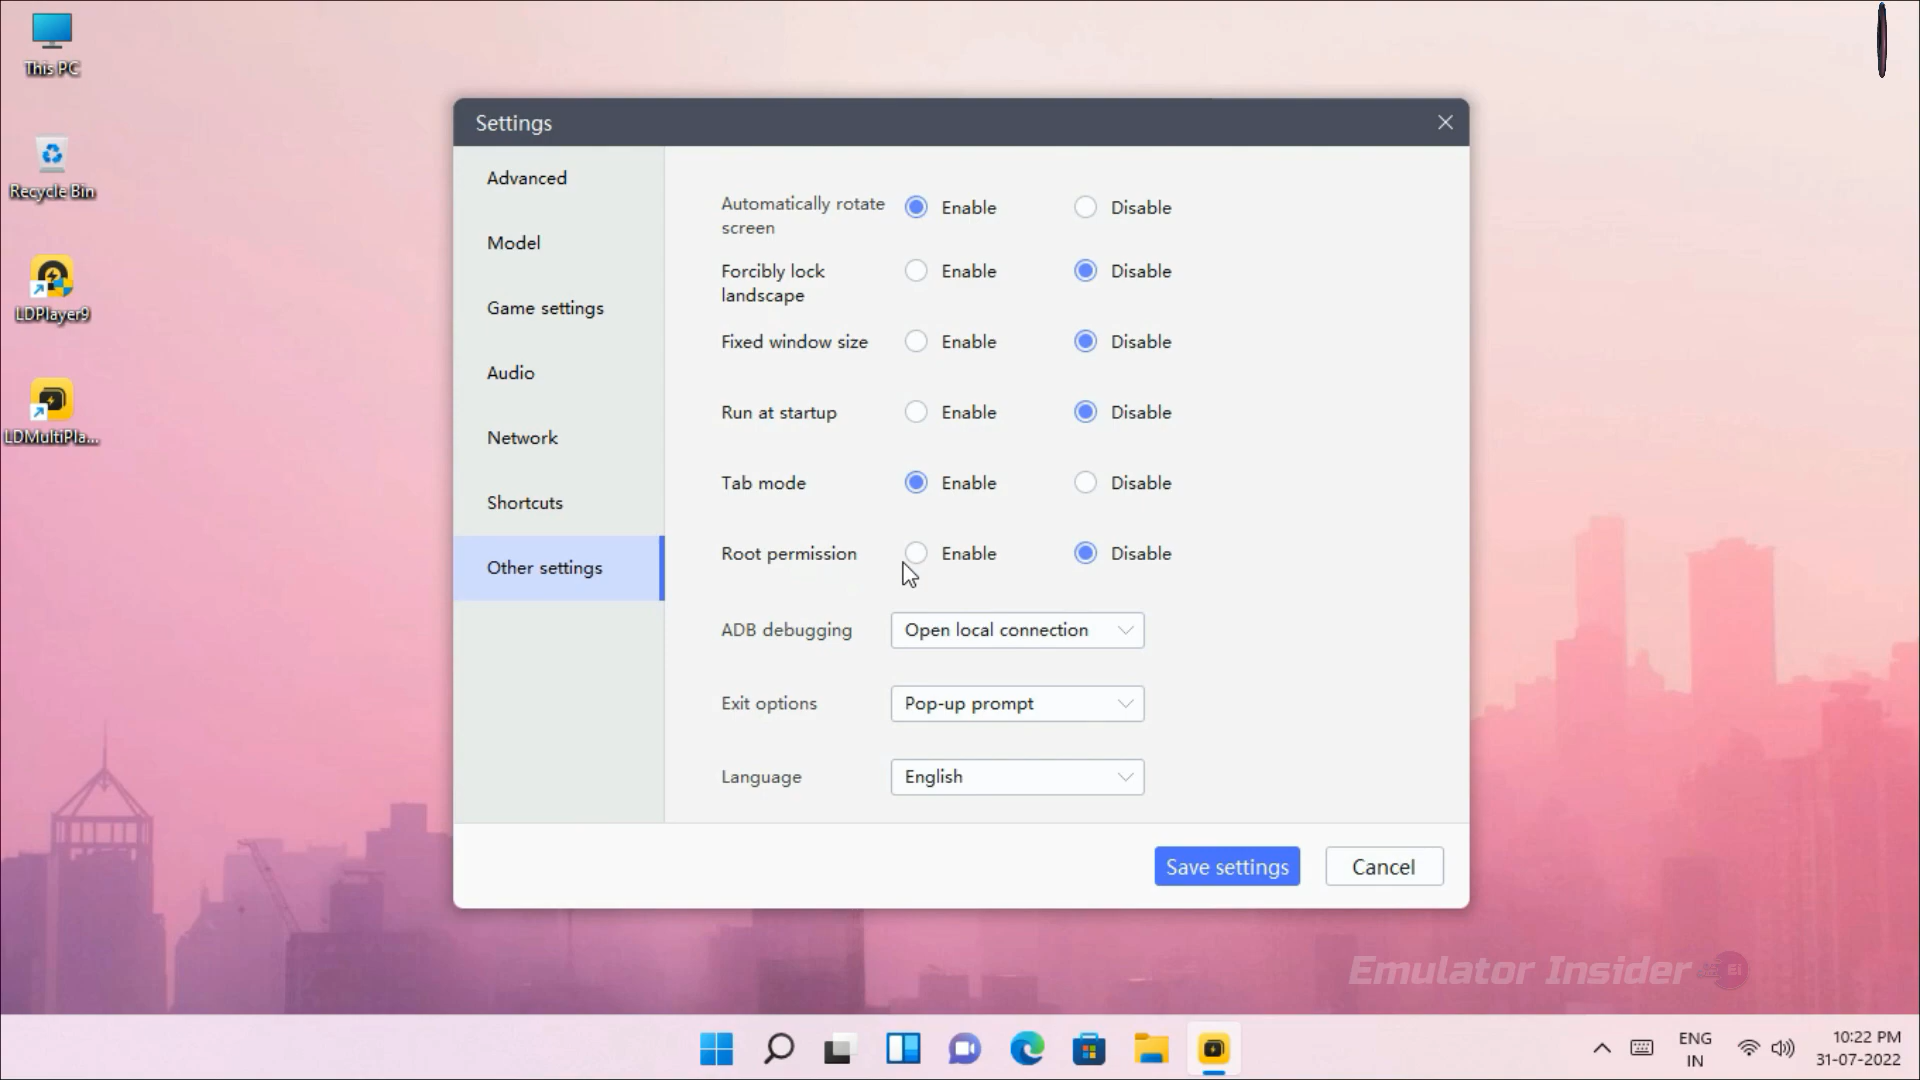 This PC
Recycle Bin
LDPlayer9
LDMultiPla...
Settings
Advanced
Model
Game settings
Audio
Network
Shortcuts
Other settings
Automatically rotate
screen
Enable
Disable
Forcibly lock
landscape
Enable
Disable
Fixed window size
Enable
Disable
Run at startup
Enable
Disable
Tab mode
Enable
Disable
Root permission
Enable
Disable
ADB debugging
Open local connection
Exit options
Pop-up prompt
Language
English
Save settings
Cancel
Emulator Insider
EI
ENG
IN
10:22 PM
31-07-2022